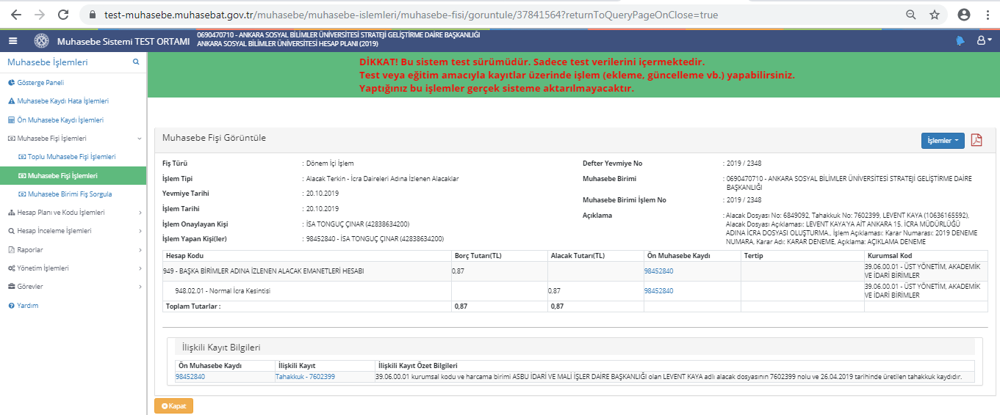 test-muhasebe.muhasebat.gov.tr/muhasebe/muhasebe-islemleri/muhasebe-fisi/goruntule/37841564?returnToQueryPageOnClose=true
Muhasebe Sistemi TEST ORTAMI
0690470710 - ANKARA SOSYAL BİLİMLER ÜNİVERSİTESİ STRATEJİ GELİŞTİRME DAİRE BAŞKANLIĞI
ANKARA SOSYAL BİLİMLER ÜNİVERSİTESİ HESAP PLANI (2019)
Muhasebe İşlemleri
Gösterge Paneli
Muhasebe Kaydı Hata İşlemleri
Ön Muhasebe Kaydı İşlemleri
Muhasebe Fişi İşlemleri
Toplu Muhasebe Fişi İşlemleri
Muhasebe Fişi İşlemleri
Muhasebe Birimi Fiş Sorgula
Hesap Planı ve Kodu İşlemleri
Hesap İnceleme İşlemleri
Raporlar
Yönetim İşlemleri
Görevler
Yardım
DİKKAT! Bu sistem test sürümüdür. Sadece test verilerini içermektedir.
Test veya eğitim amacıyla kayıtlar üzerinde işlem (ekleme, güncelleme vb.) yapabilirsiniz.
Yaptığınız bu işlemler gerçek sisteme aktarılmayacaktır.
Muhasebe Fişi Görüntüle
İşlemler
Fiş Türü : Dönem İçi İşlem
İşlem Tipi : Alacak Terkin - İcra Daireleri Adına İzlenen Alacaklar
Yevmiye Tarihi : 20.10.2019
İşlem Tarihi : 20.10.2019
İşlem Onaylayan Kişi : İSA TONGUÇ ÇINAR (42838634200)
İşlem Yapan Kişi(ler) : 98452840 - İSA TONGUÇ ÇINAR (42838634200)
Defter Yevmiye No : 2019 / 2348
Muhasebe Birimi : 0690470710 - ANKARA SOSYAL BİLİMLER ÜNİVERSİTESİ STRATEJİ GELİŞTİRME DAİRE
BAŞKANLIĞI
Muhasebe Birimi İşlem No : 2019 / 2348
Açıklama : Alacak Dosyası No: 6849092, Tahakkuk No: 7602399, LEVENT KAYA (10636165592),
Alacak Dosyası Açıklaması: LEVENT KAYA'YA AİT ANKARA 15. İCRA MÜDÜRLÜĞÜ
ADINA İCRA DOSYASI OLUŞTURMA., İşlem Açıklaması: Karar Numarası: 2019 DENEME
NUMARA, Karar Adı: KARAR DENEME, Açıklama: AÇIKLAMA DENEME
Hesap Kodu Borç Tutarı(TL) Alacak Tutarı(TL) Ön Muhasebe Kaydı Tertip Kurumsal Kod
949 - BAŞKA BİRİMLER ADINA İZLENEN ALACAK EMANETLERİ HESABI 0,87 98452840 39.06.00.01 - ÜST YÖNETİM, AKADEMİK
VE İDARİ BİRİMLER
948.02.01 - Normal İcra Kesintisi 0,87 98452840 39.06.00.01 - ÜST YÖNETİM, AKADEMİK
VE İDARİ BİRİMLER
Toplam Tutarlar : 0,87 0,87
İlişkili Kayıt Bilgileri
Ön Muhasebe Kaydı İlişkili Kayıt İlişkili Kayıt Özet Bilgileri
98452840 Tahakkuk - 7602399 39.06.00.01 kurumsal kodu ve harcama birimi ASBU İDARİ VE MALİ İŞLER DAİRE BAŞKANLIĞI olan LEVENT KAYA adlı alacak dosyasının 7602399 nolu ve 26.04.2019 tarihinde üretilen tahakkuk kaydıdır.
Kapat